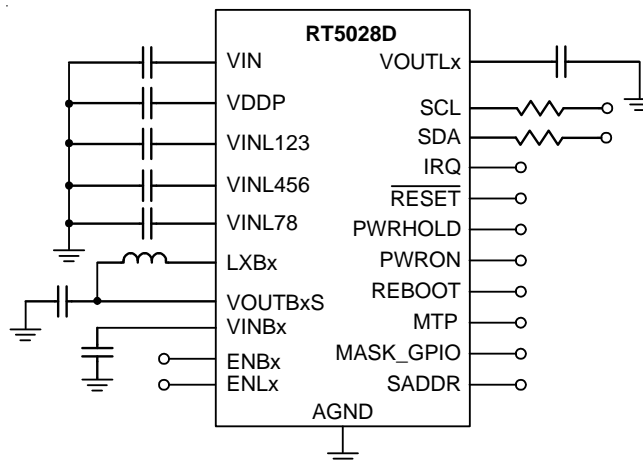 RT5028D
VIN
VDDP
VINL123
VINL456
VINL78
LXBx
VOUTBxS
VINBx
ENBx
ENLx
VOUTLx
SCL
SDA
IRQ
RESET
PWRHOLD
PWRON
REBOOT
MTP
MASK_GPIO
SADDR
AGND